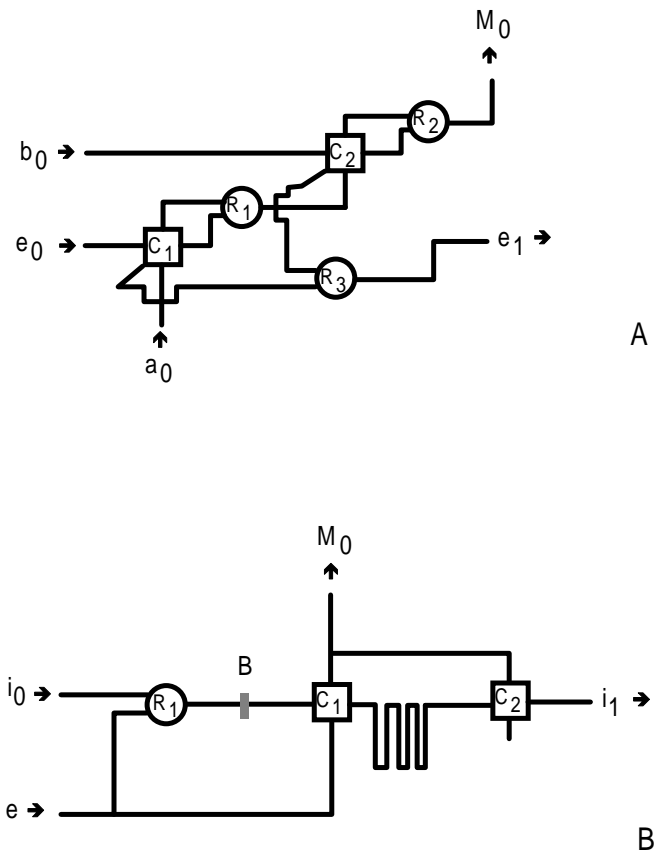 M0
b0 → C2 R2
e0 → C1 R1
R3 e1 →
a0
A
M0
B
i0 → R1 C1 C2 i1 →
e →
B